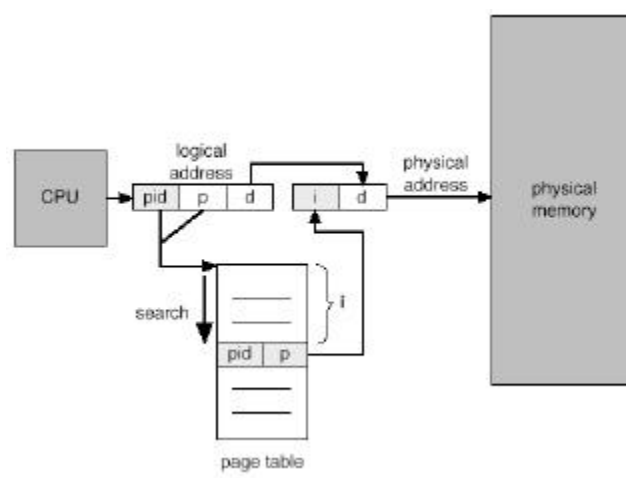 logical
address
physical
address
CPU
pid p d
i d
physical
memory
search
i
pid p
page table